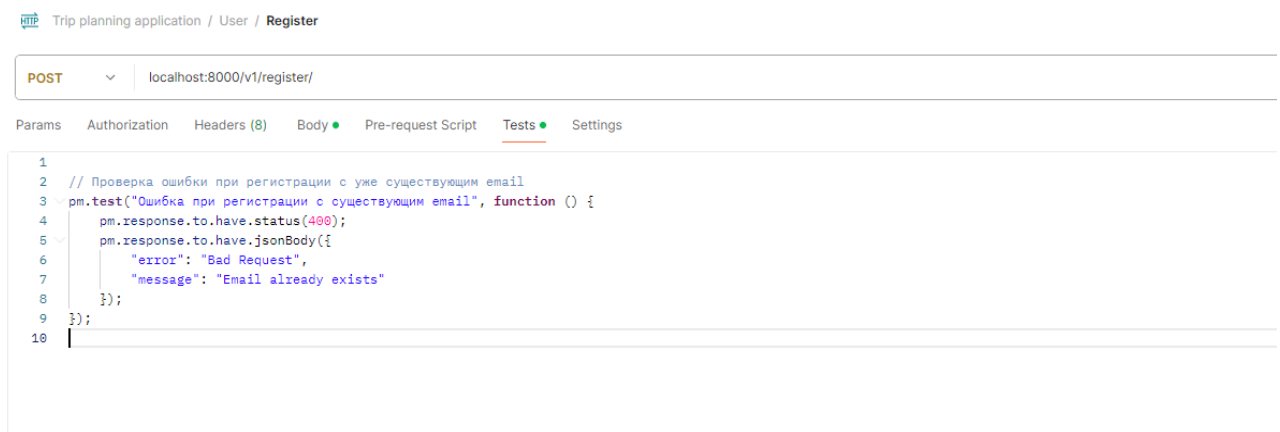 HTTP Trip planning application / User / Register
POST localhost:8000/v1/register/
Params Authorization Headers (8) Body Pre-request Script Tests Settings
1
2 // Проверка ошибки при регистрации с уже существующим email
3 pm.test("Ошибка при регистрации с существующим email", function () {
4 pm.response.to.have.status(400);
5 pm.response.to.have.jsonBody({
6 "error": "Bad Request",
7 "message": "Email already exists"
8 });
9 });
10